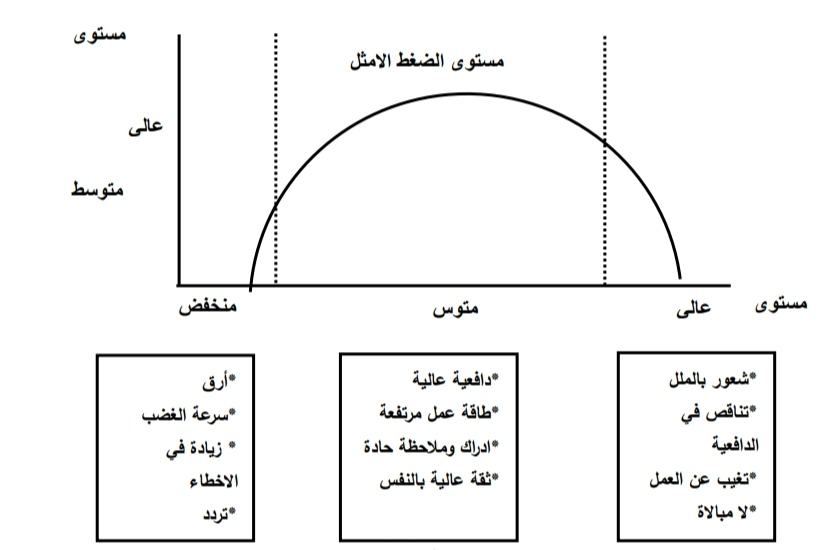 مستوى
مستوى الضغط الامثل
عالى
متوسط
منخفض
متوس
عالى
مستوى
*شعور بالملل
*تناقص في
الدافعية
*تغيب عن العمل
*لا مبالاة
*دافعية عالية
*طاقة عمل مرتفعة
*ادراك وملاحظة حادة
*ثقة عالية بالنفس
*أرق
*سرعة الغضب
* زيادة في
الاخطاء
*تردد